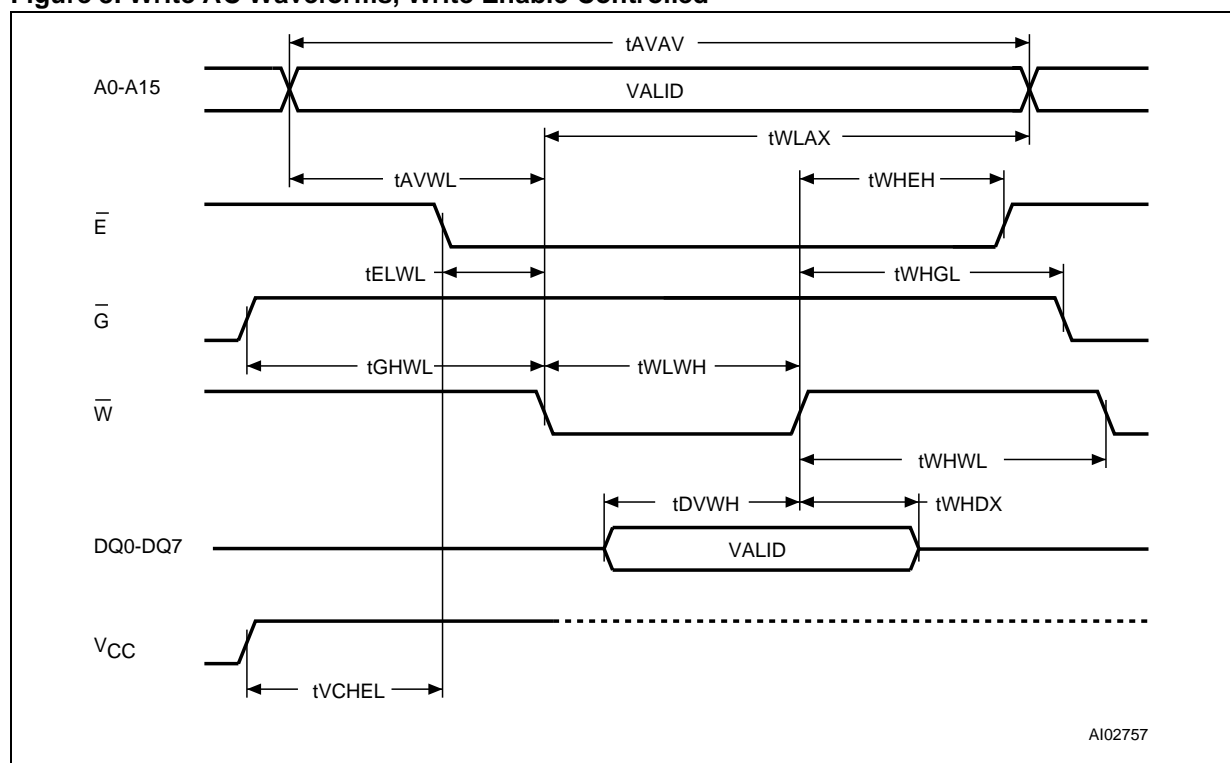 Figure Write AC Waveforms, Write Enable Controlled
tAVAV
A0-A15
VALID
tWLAX
tAVWL
tWHEH
E
tELWL
tWHGL
G
tGHWL
tWLWH
W
tWHWL
tDVWH
tWHDX
DQ0-DQ7
VALID
VCC
tVCHEL
AI02757